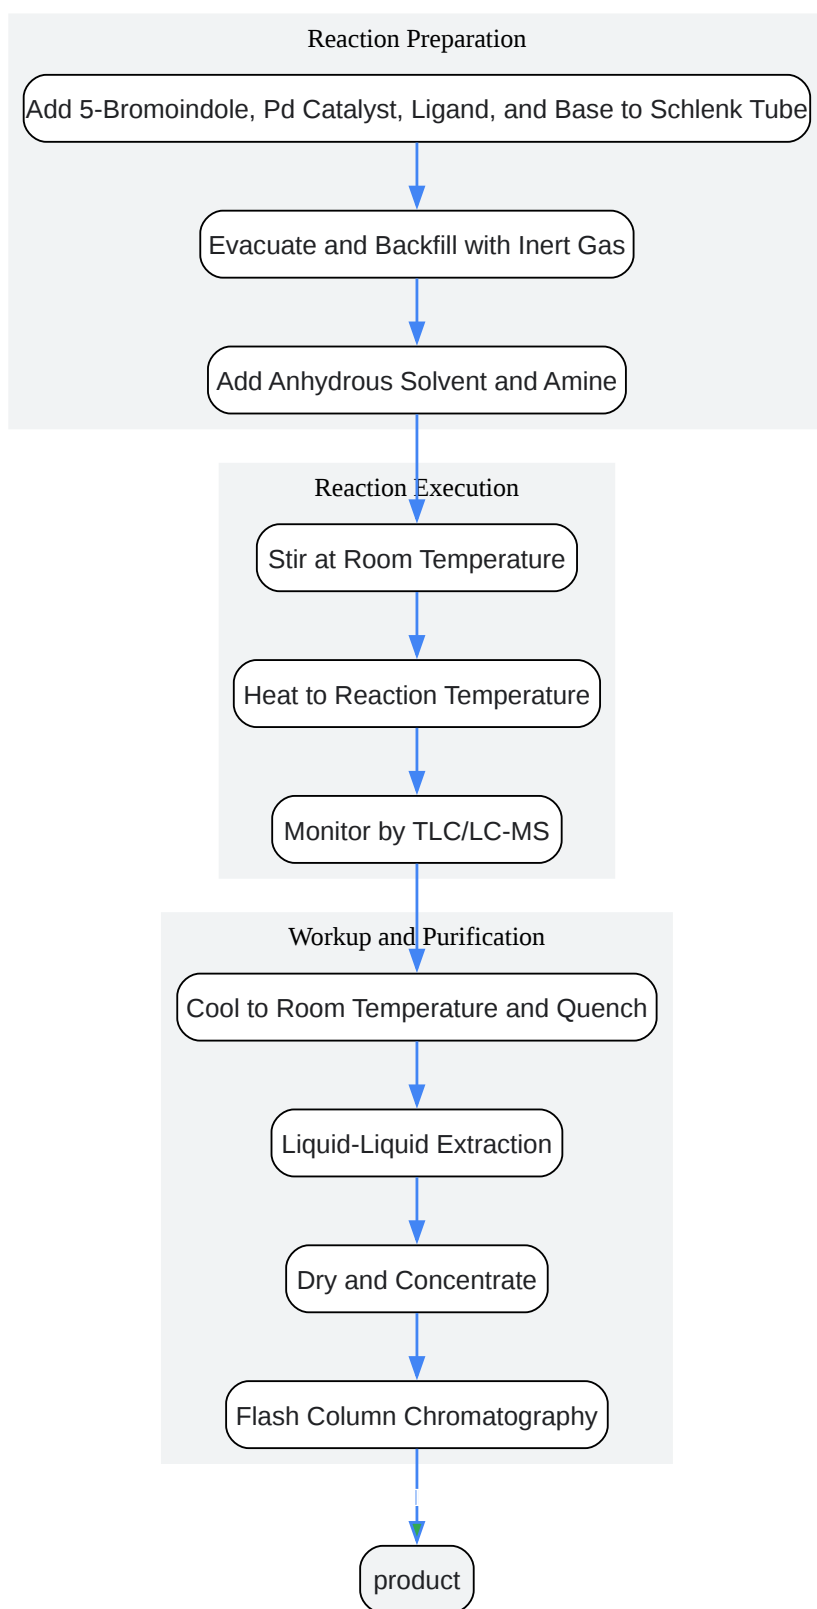 Reaction Preparation
Add 5-Bromoindole, Pd Catalyst, Ligand, and Base to Schlenk Tube
Evacuate and Backfill with Inert Gas
Add Anhydrous Solvent and Amine
Reaction Execution
Stir at Room Temperature
Heat to Reaction Temperature
Monitor by TLC/LC-MS
Workup and Purification
Cool to Room Temperature and Quench
Liquid-Liquid Extraction
Dry and Concentrate
Flash Column Chromatography
product